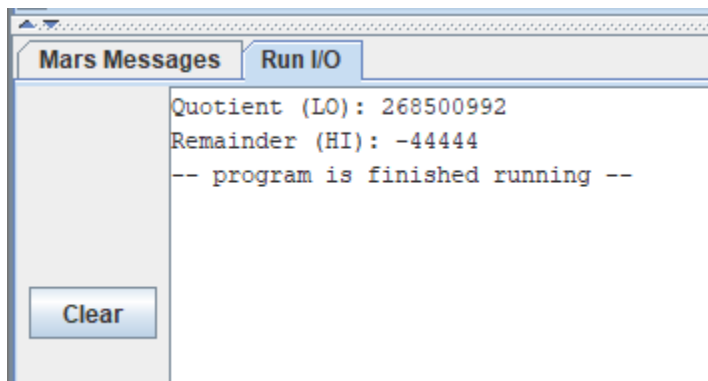 Mars Messages Run I/O
Quotient (LO): 268500992
Remainder (HI): -44444
-- program is finished running --
Clear